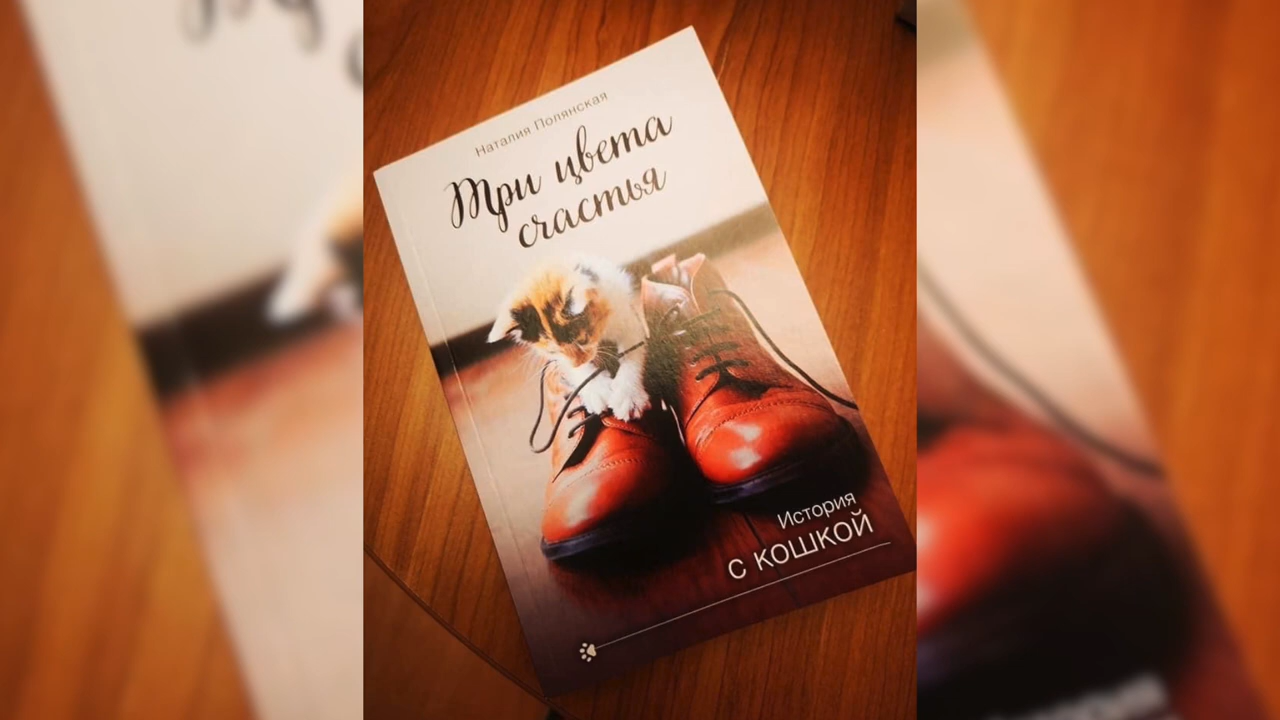 Наталия Полянская
Три цвета
счастья
История
с кошкой